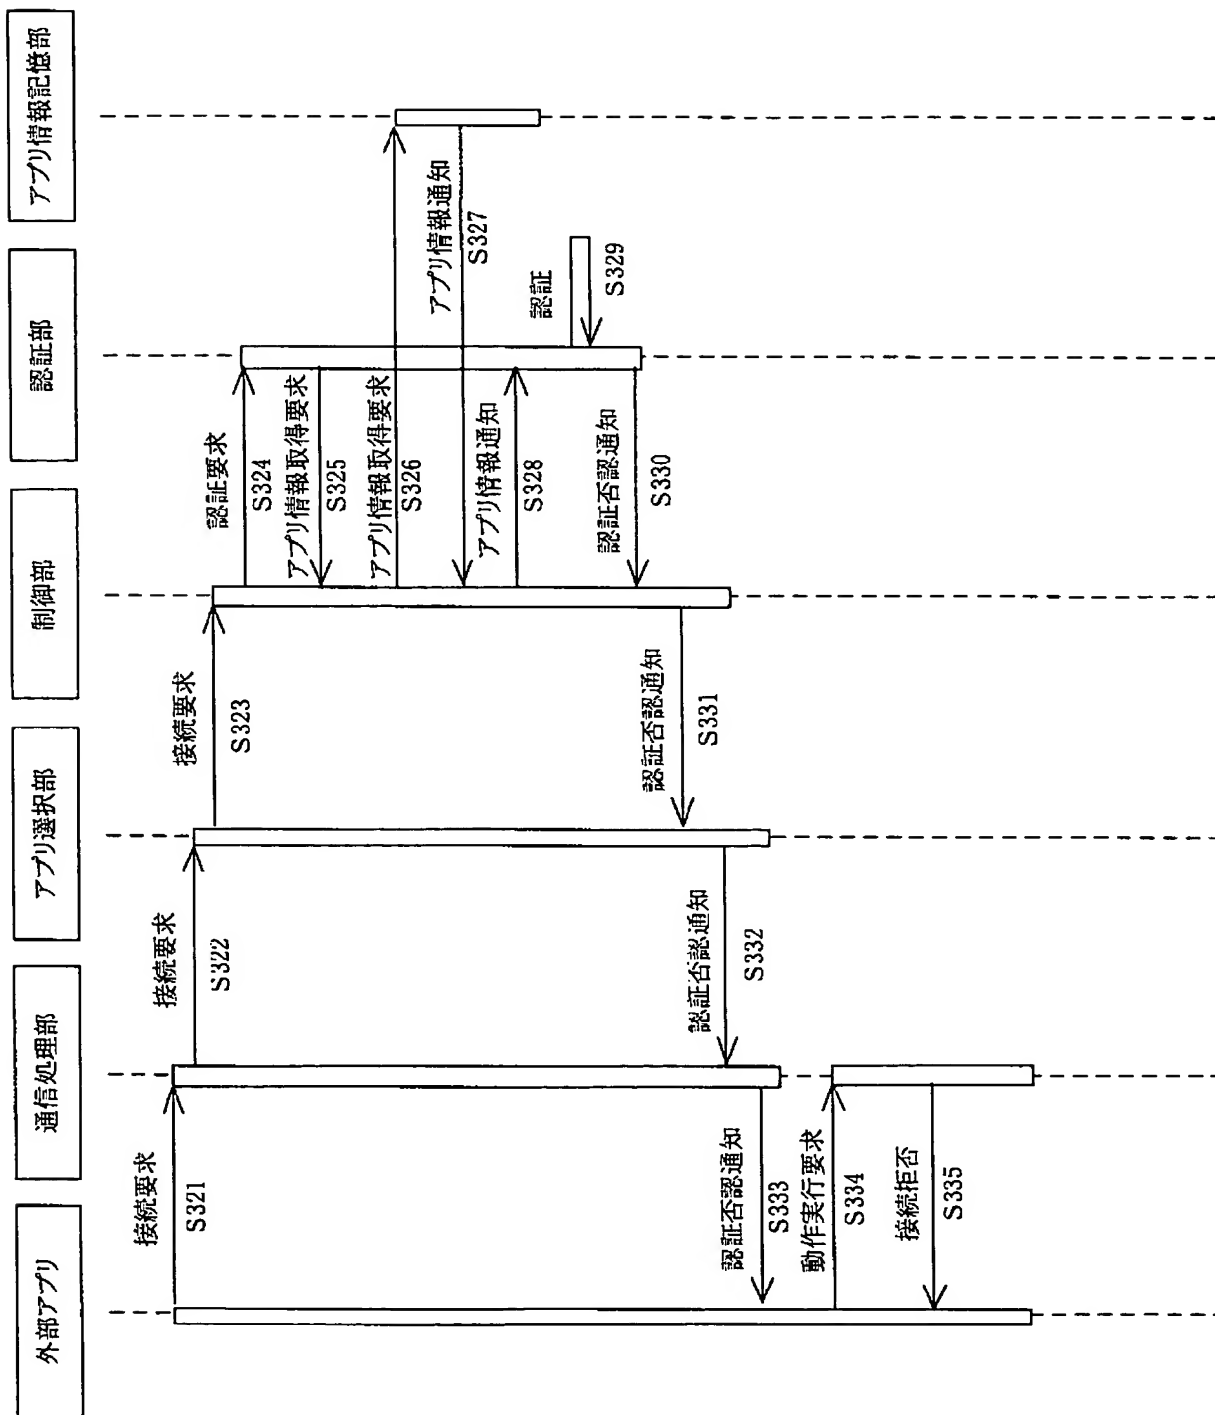 外部アプリ
通信処理部
アプリ選択部
制御部
認証部
アプリ情報記憶部
接続要求
S321
接続要求
S322
接続要求
S323
認証要求
S324
アプリ情報取得要求
S325
アプリ情報取得要求
S326
アプリ情報通知
S327
アプリ情報通知
S328
認証
S329
認証否認通知
S330
認証否認通知
S331
認証否認通知
S332
認証否認通知
S333
動作実行要求
S334
接続拒否
S335